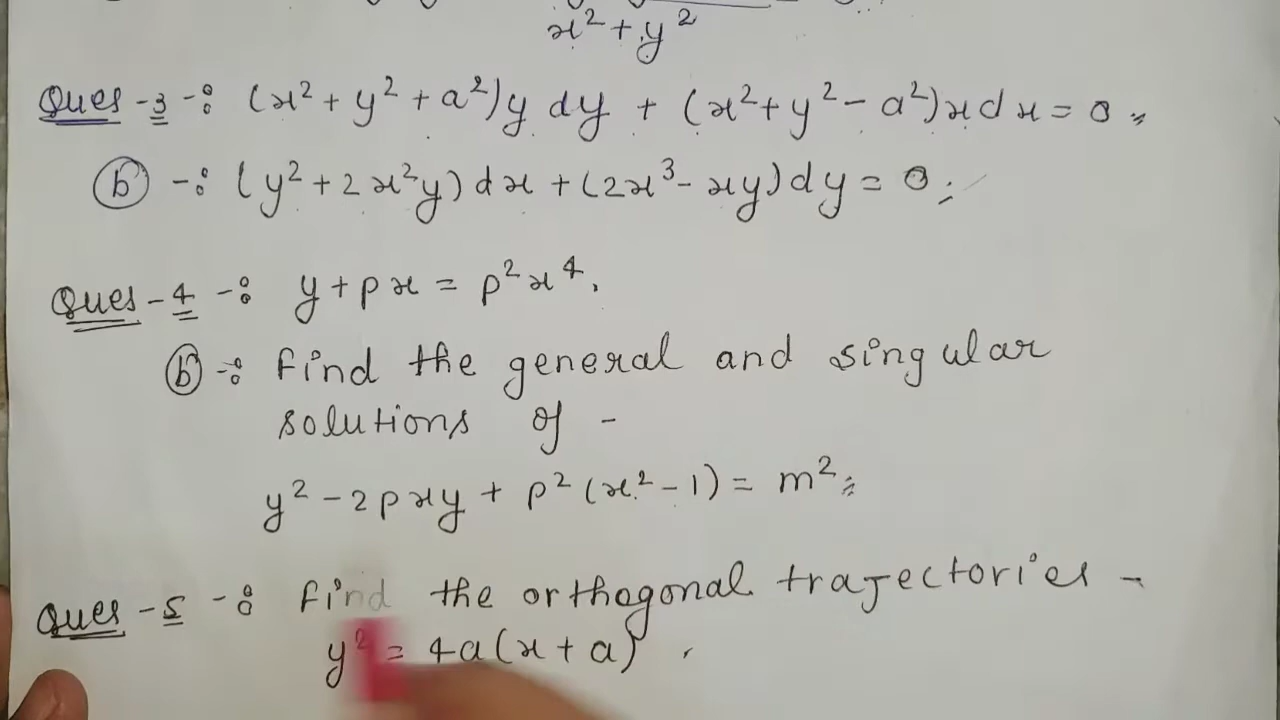 x² + y²
Ques -3 -: (x² + y² + a²)y dy + (x² + y² - a²)x dx = 0 
(b) -: (y² + 2x²y) dx + (2x³ - xy) dy = 0
Ques -4 -: y + px = p²x⁴.
(b) -: find the general and singular
solutions of -
y² - 2pxy + p²(x² - 1) = m²
Ques -5 -: find the orthogonal trajectories -
y² = 4a(x + a)